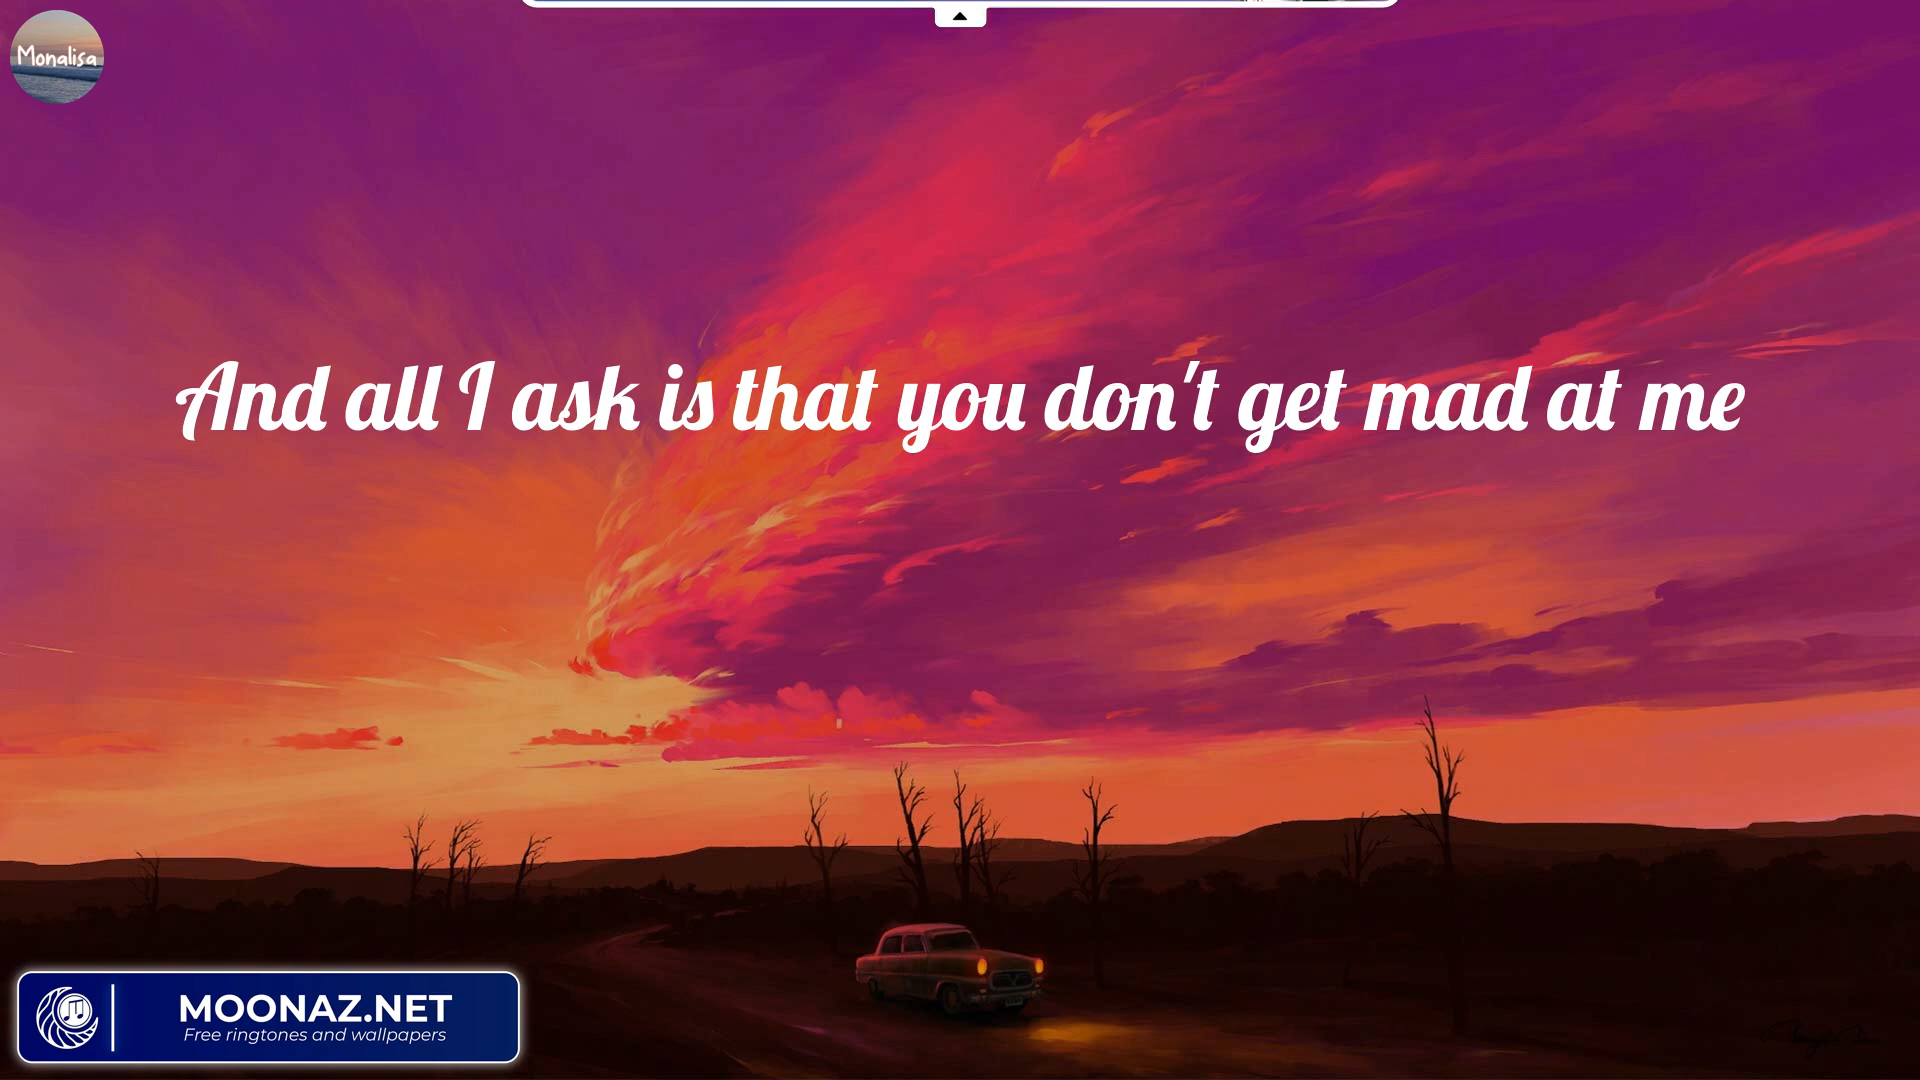 Monalisa
And all I ask is that you don't get mad at me
MOONAZ.NET
Free ringtones and wallpapers